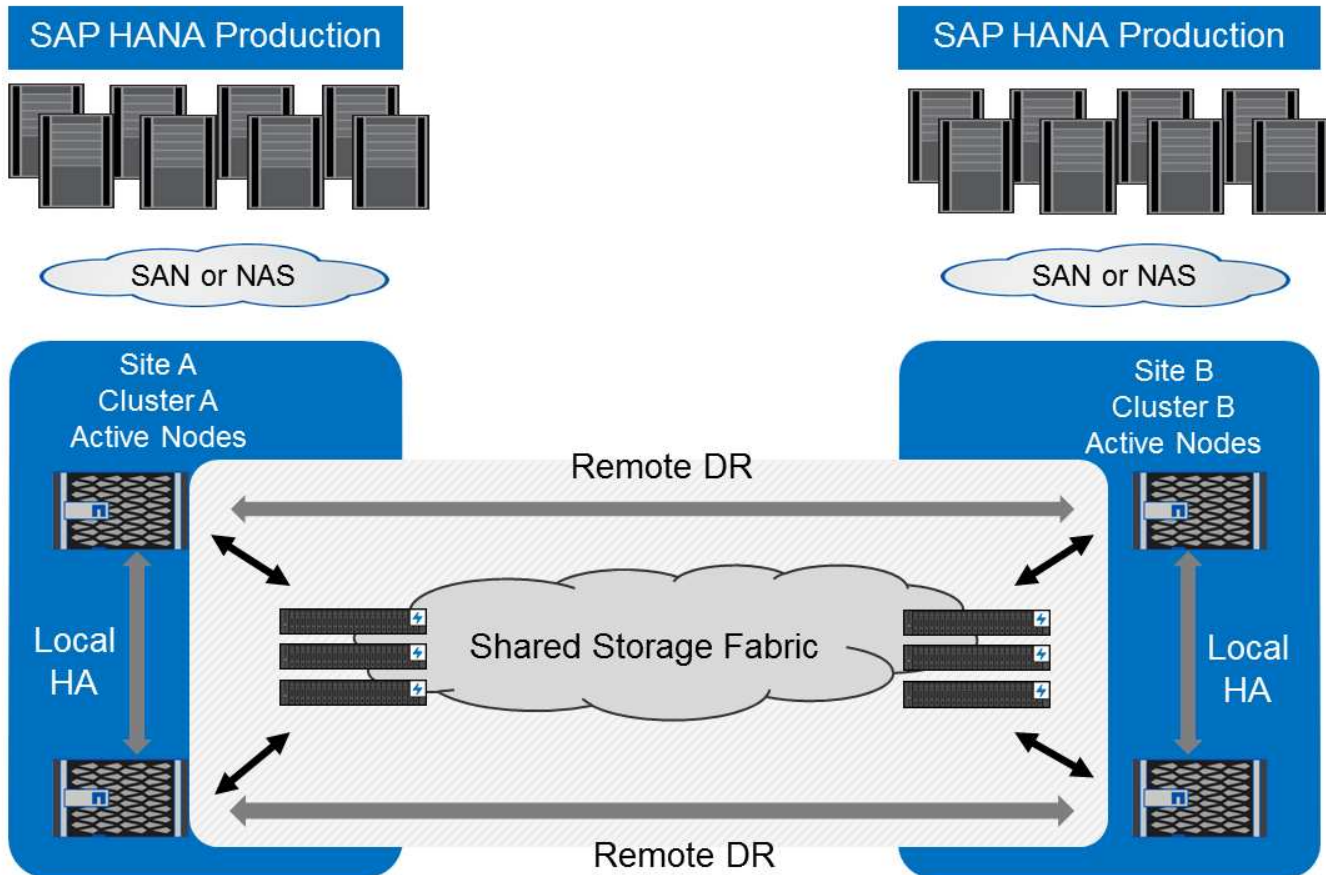 SAP HANA Production
SAP HANA Production
SAN or NAS
SAN or NAS
Site A
Cluster A
Active Nodes
Site B
Cluster B
Active Nodes
Remote DR
Local
HA
Shared Storage Fabric
Local
HA
Remote DR